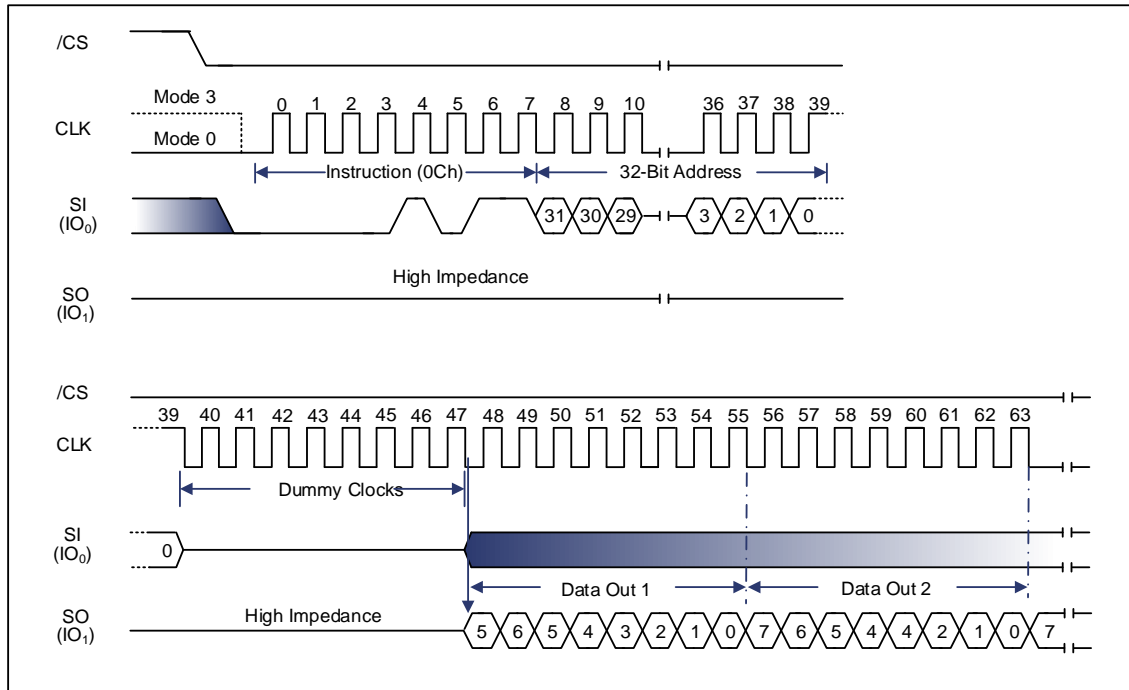 /CS
Mode 3
0 1 2 3 4 5 6 7 8 9 10 36 37 38 39
CLK
Mode 0
Instruction (0Ch) 32-Bit Address
SI
(IO0)
31 30 29 3 2 1 0
High Impedance
SO
(IO1)
/CS
39 40 41 42 43 44 45 46 47 48 49 50 51 52 53 54 55 56 57 58 59 60 61 62 63
CLK
Dummy Clocks
SI
(IO0)
0
Data Out 1 Data Out 2
SO
(IO1)
High Impedance
5 6 5 4 3 2 1 0 7 6 5 4 4 2 1 0 7